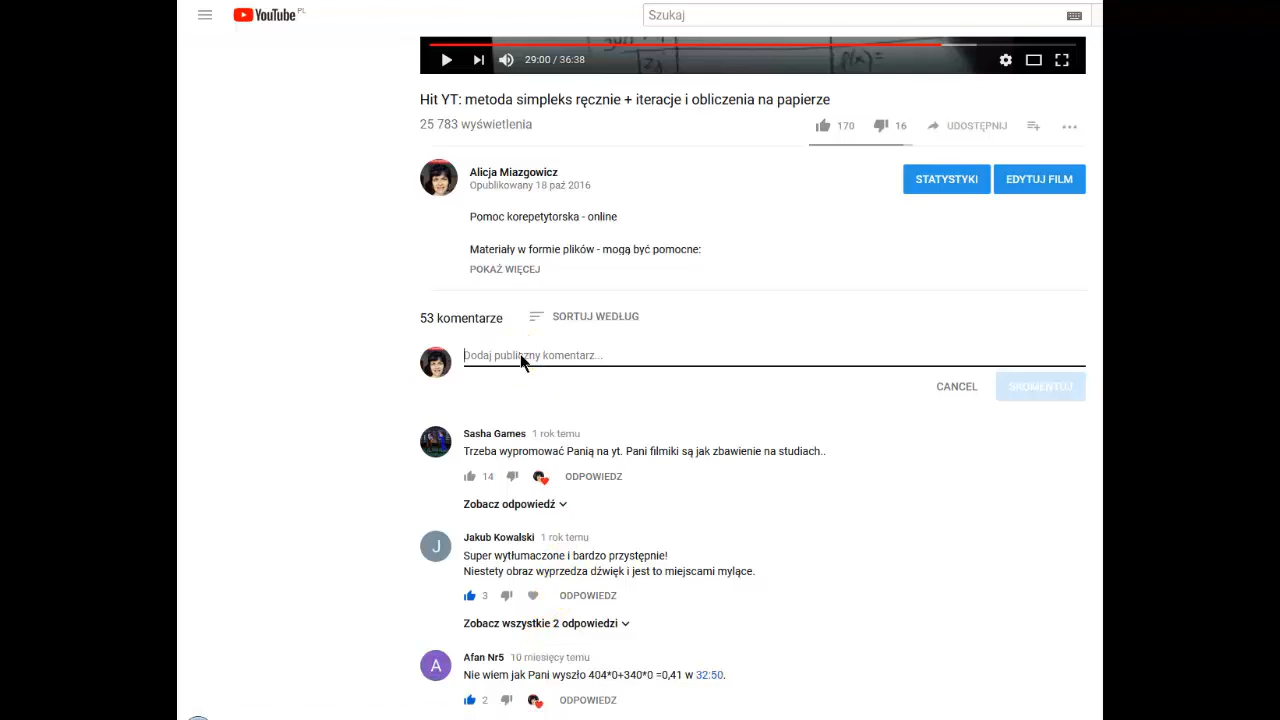 YouTube PL
Szukaj
29:00 / 36:38
Hit YT: metoda simpleks ręcznie + iteracje i obliczenia na papierze
25 783 wyświetlenia
170 16 UDOSTĘPNIJ
Alicja Miazgowicz
Opublikowany 18 paź 2016
STATYSTYKI EDYTUJ FILM
Pomoc korepetytorska - online
Materiały w formie plików - mogą być pomocne:
POKAŻ WIĘCEJ
53 komentarze SORTUJ WEDŁUG
Dodaj publiczny komentarz...
CANCEL SKOMENTUJ
Sasha Games 1 rok temu
Trzeba wypromować Panią na yt. Pani filmiki są jak zbawienie na studiach..
14 ODPOWIEDZ
Zobacz odpowiedź
J
Jakub Kowalski 1 rok temu
Super wytłumaczone i bardzo przystępnie!
Niestety obraz wyprzedza dźwięk i jest to miejscami mylące.
3 ODPOWIEDZ
Zobacz wszystkie 2 odpowiedzi
A
Afan Nr5 10 miesięcy temu
Nie wiem jak Pani wyszło 404*0+340*0 =0,41 w 32:50.
2 ODPOWIEDZ